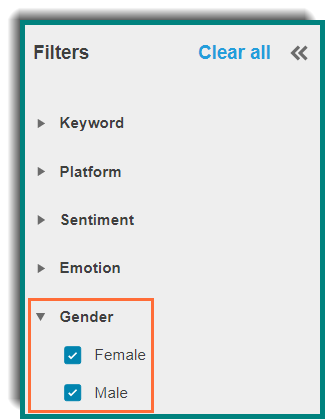 Filters Clear all
Keyword
Platform
Sentiment
Emotion
Gender
Female
Male